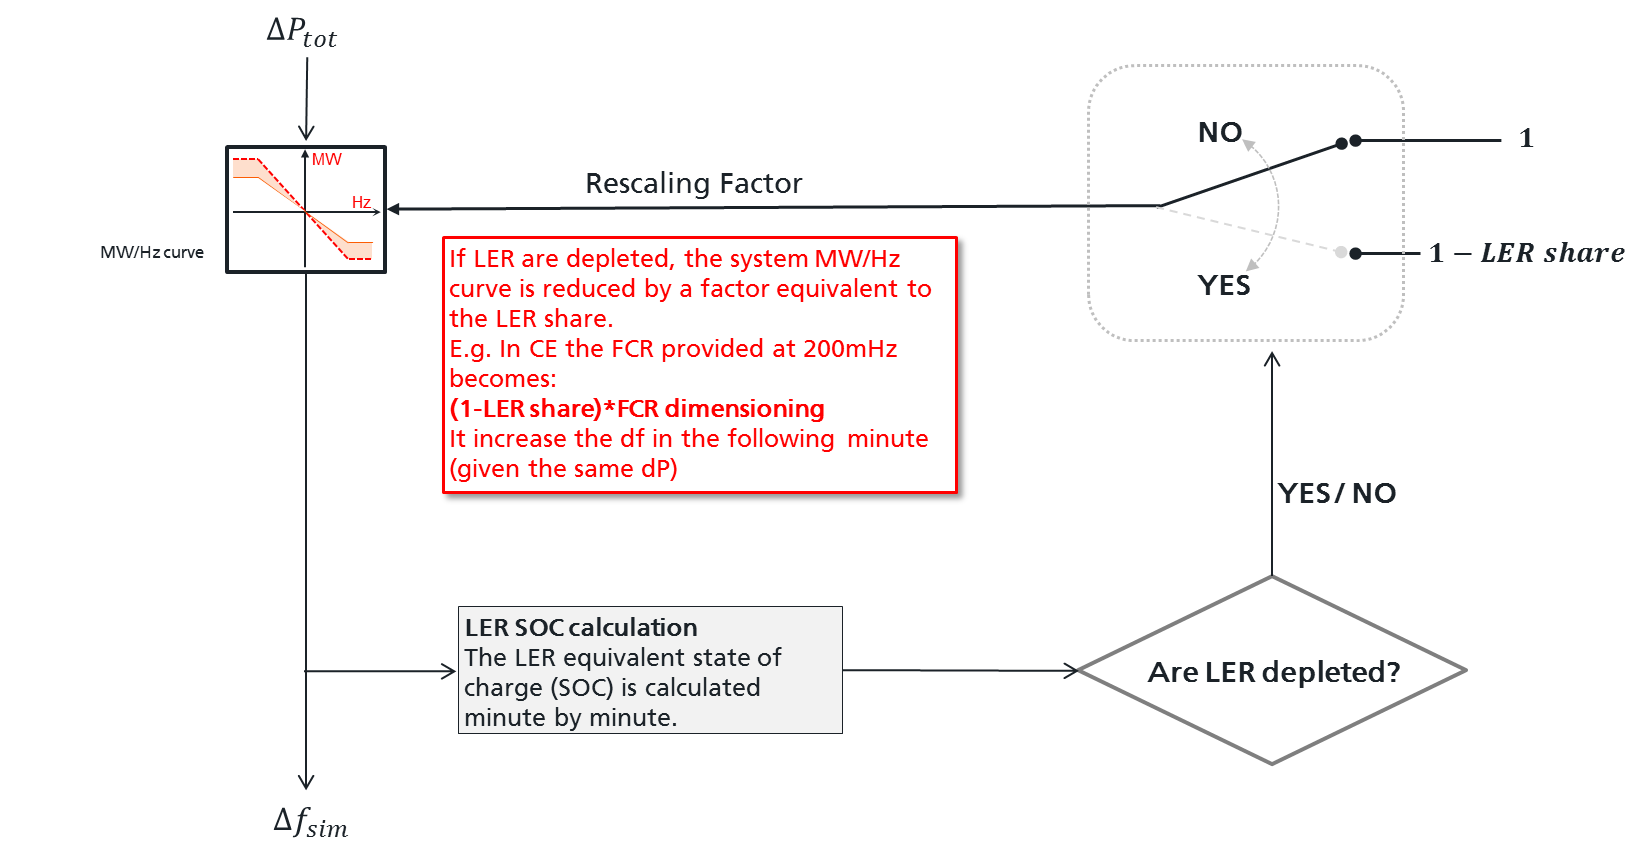 ΔP_tot
MW
Hz
MW/Hz curve
Rescaling Factor
NO
YES
1
1 − LER share
If LER are depleted, the system MW/Hz
curve is reduced by a factor equivalent to
the LER share.
E.g. In CE the FCR provided at 200mHz
becomes:
(1-LER share)*FCR dimensioning
It increase the df in the following minute
(given the same dP)
YES / NO
LER SOC calculation
The LER equivalent state of
charge (SOC) is calculated
minute by minute.
Are LER depleted?
Δf_sim